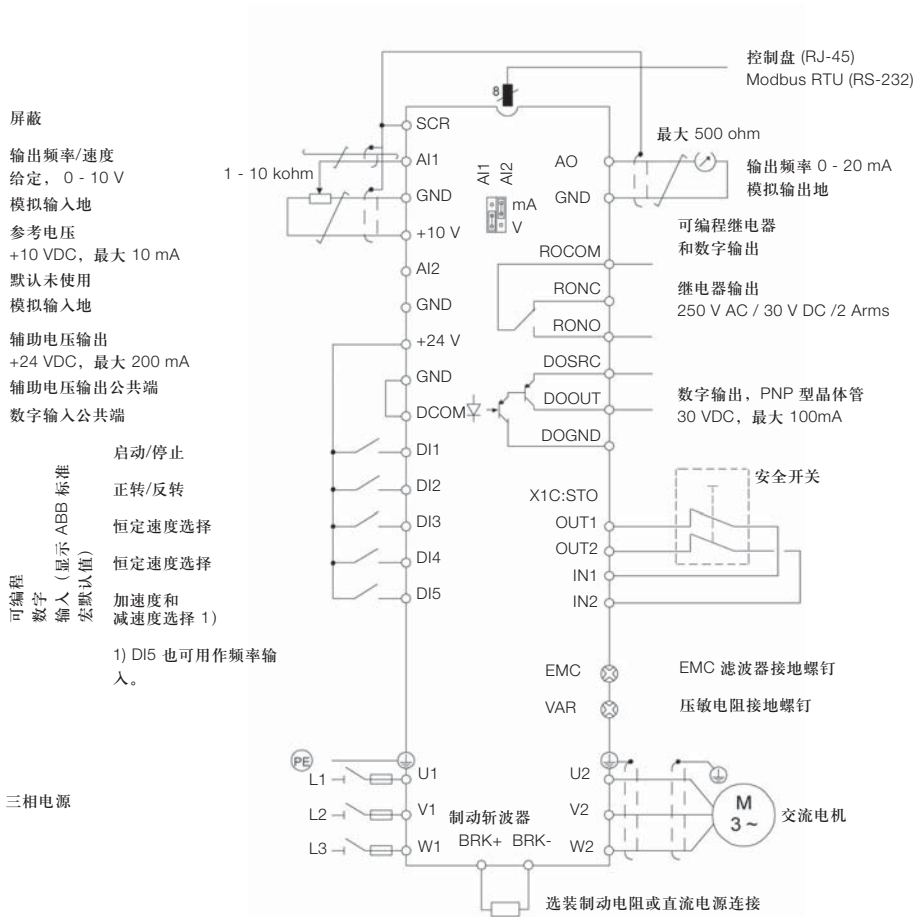 控制盘 (RJ-45)
Modbus RTU (RS-232)
8
屏蔽
SCR
最大 500 ohm
输出频率/速度
给定，0 - 10 V
1 - 10 kohm
AI1
AI1
AI2
AO
输出频率 0 - 20 mA
模拟输出地
模拟输入地
GND
mA
V
GND
参考电压
+10 VDC，最大 10 mA
+10 V
可编程继电器
和数字输出
ROCOM
默认未使用
AI2
RONC
继电器输出
250 V AC / 30 V DC /2 Arms
模拟输入地
GND
RONO
辅助电压输出
+24 VDC，最大 200 mA
+24 V
DOSRC
辅助电压输出公共端
GND
DOOUT
数字输出，PNP 型晶体管
30 VDC，最大 100mA
数字输入公共端
DCOM
DOGND
可编程
数字
输入（显示 ABB 标准
宏默认值）
启动/停止
DI1
正转/反转
DI2
恒定速度选择
DI3
恒定速度选择
DI4
加速度和
减速度选择 1)
DI5
1) DI5 也可用作频率输
入。
安全开关
X1C:STO
OUT1
OUT2
IN1
IN2
EMC
EMC 滤波器接地螺钉
VAR
压敏电阻接地螺钉
PE
三相电源
L1
U1
U2
L2
V1
制动斩波器
V2
M
3 ~
交流电机
L3
W1
BRK+ BRK-
W2
选装制动电阻或直流电源连接